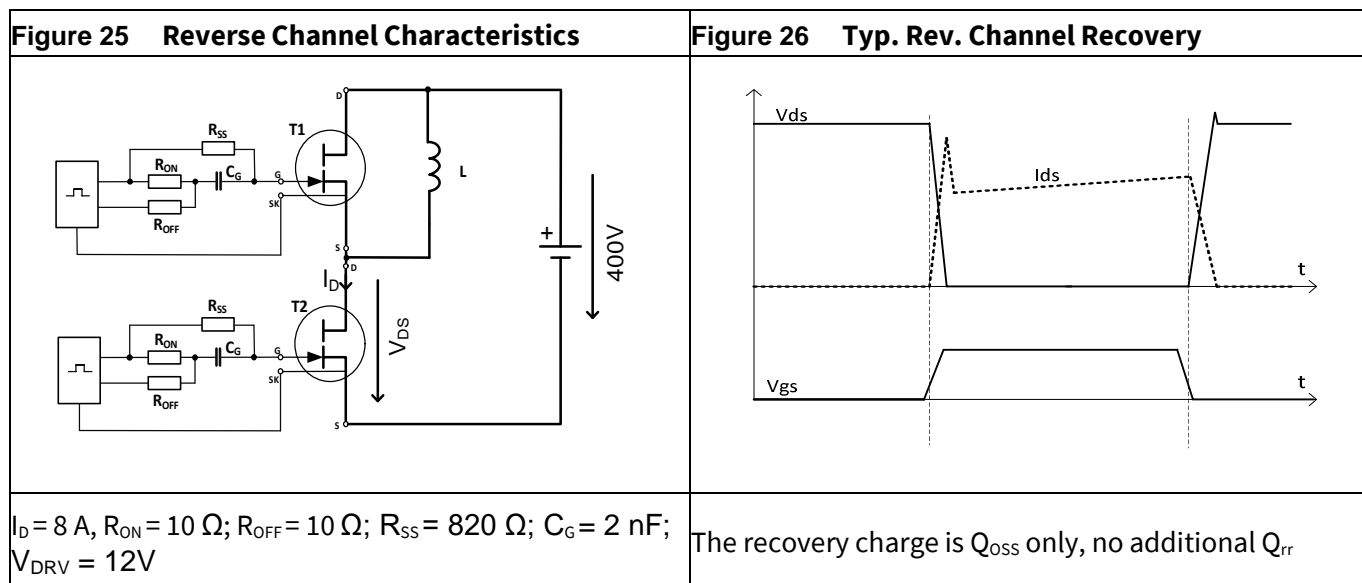 Figure 25 Reverse Channel Characteristics
Figure 26 Typ. Rev. Channel Recovery
D
RSS
T1
RON
CG
G
SK
ROFF
L
S
D
ID
+
400V
RSS
T2
RON
CG
G
SK
ROFF
VDS
S
Vds
Ids
t
Vgs
t
ID = 8 A, RON = 10 Ω; ROFF = 10 Ω; RSS = 820 Ω; CG = 2 nF;
VDRV = 12V
The recovery charge is QOSS only, no additional Qrr